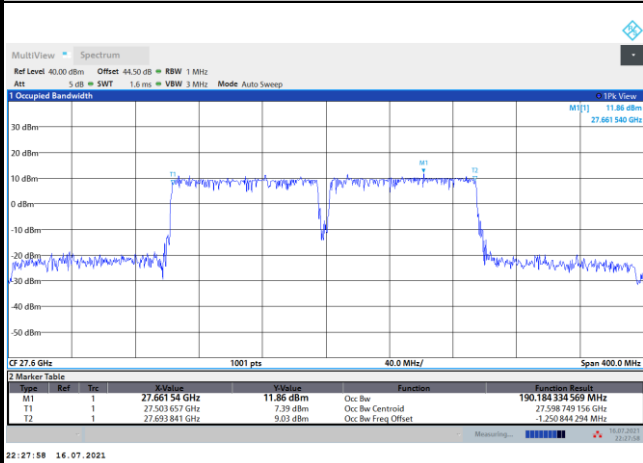 MultiView Spectrum
Ref Level 40.00 dBm Offset 44.50 dB RBW 1 MHz
Att 5 dB SWT 1.6 ms VBW 3 MHz Mode Auto Sweep
1 Occupied Bandwidth 1Pk View
M1[1] 11.86 dBm
27.661 540 GHz
30 dBm
20 dBm
M1
T1 T2
10 dBm
0 dBm
-10 dBm
-20 dBm
-30 dBm
-40 dBm
-50 dBm
CF 27.6 GHz 1001 pts 40.0 MHz/ Span 400.0 MHz
2 Marker Table
Type Ref Trc X-Value Y-Value Function Function Result
M1 1 27.661 54 GHz 11.86 dBm Occ Bw 190.184 334 569 MHz
T1 1 27.503 657 GHz 7.39 dBm Occ Bw Centroid 27.598 749 156 GHz
T2 1 27.693 841 GHz 9.03 dBm Occ Bw Freq Offset -1.250 844 294 MHz
Measuring... 16.07.2021
22:27:58
22:27:58 16.07.2021